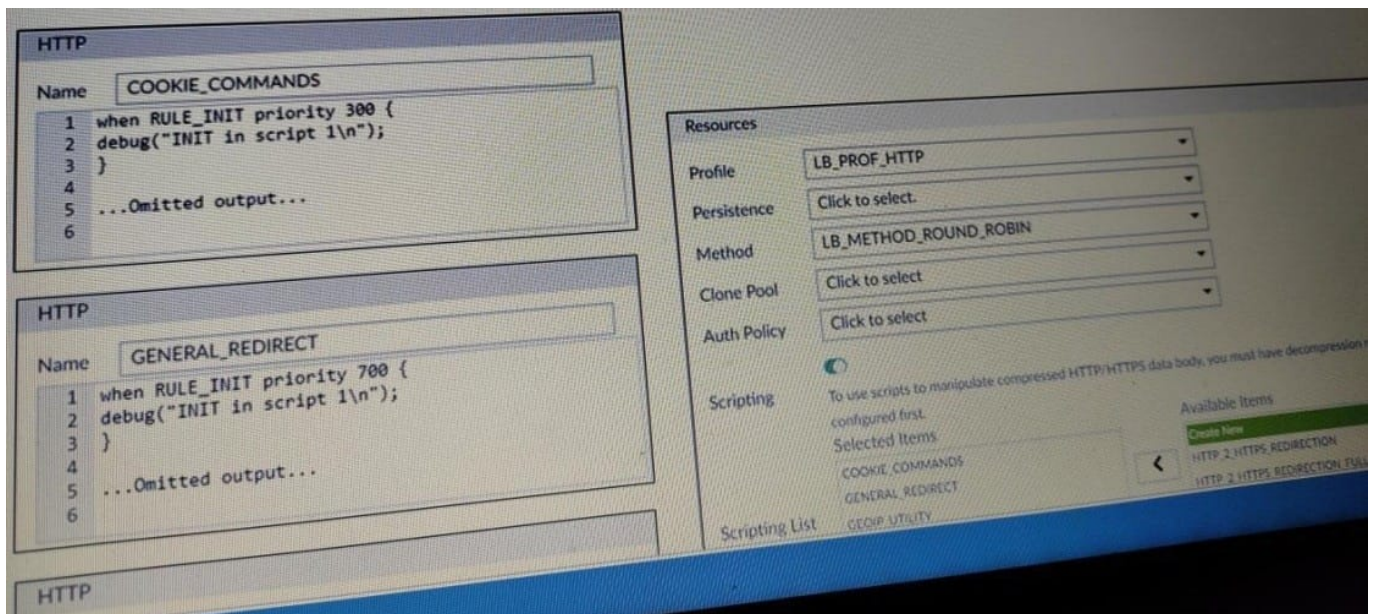 HTTP
Name COOKIE_COMMANDS
1 when RULE_INIT priority 300 {
2 debug("INIT in script 1\n");
3 }
4
5 ...Omitted output...
6
HTTP
Name GENERAL_REDIRECT
1 when RULE_INIT priority 700 {
2 debug("INIT in script 1\n");
3 }
4
5 ...Omitted output...
6
HTTP
Resources
Profile LB_PROF_HTTP
Persistence Click to select.
Method LB_METHOD_ROUND_ROBIN
Clone Pool Click to select
Auth Policy Click to select
Scripting
To use scripts to manipulate compressed HTTP/HTTPS data body, you must have decompression
configured first.
Selected Items
COOKIE_COMMANDS
GENERAL_REDIRECT
Scripting List GEOIP_UTILITY
Available Items
Create New
HTTP_2_HTTPS_REDIRECTION
HTTP_2_HTTPS_REDIRECTION_FULL